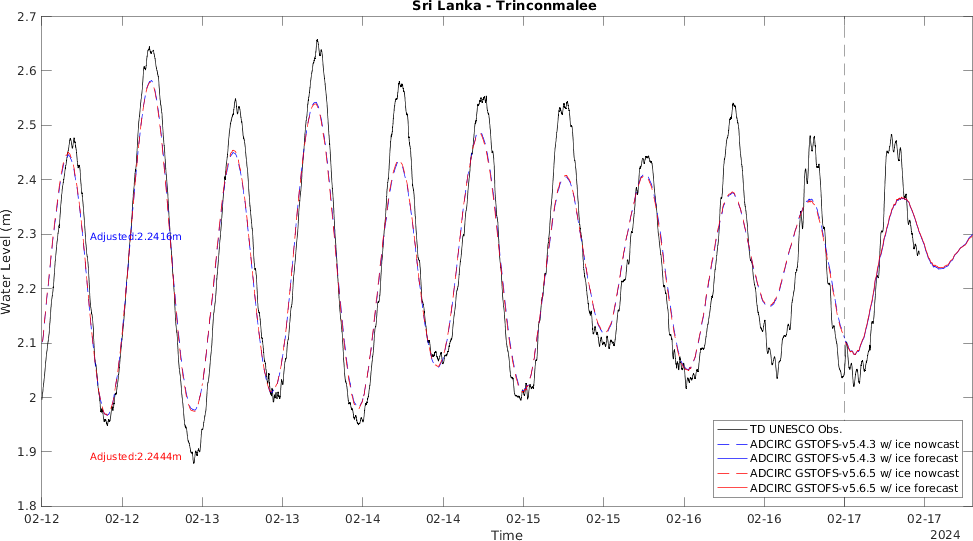 Sri Lanka - Trinconmalee
2.7
2.6
2.5
2.4
2.3
2.2
2.1
2
1.9
1.8
Water Level (m)
Adjusted:2.2416m
Adjusted:2.2444m
TD UNESCO Obs.
ADCIRC GSTOFS-v5.4.3 w/ ice nowcast
ADCIRC GSTOFS-v5.4.3 w/ ice forecast
ADCIRC GSTOFS-v5.6.5 w/ ice nowcast
ADCIRC GSTOFS-v5.6.5 w/ ice forecast
02-12 02-12 02-13 02-13 02-14 02-14 02-15 02-15 02-16 02-16 02-17 02-17
Time
2024